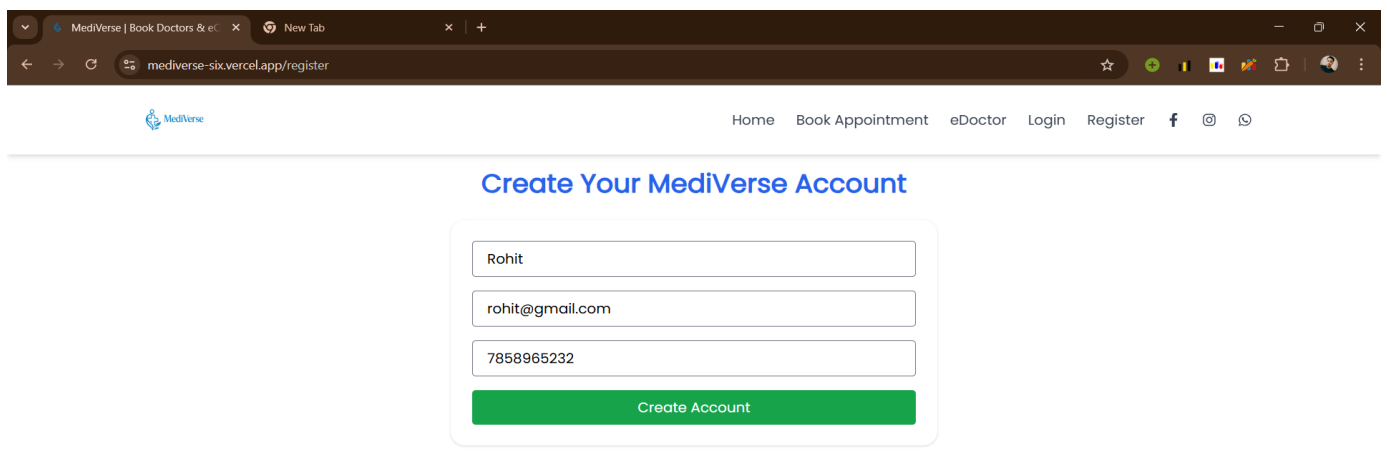 MediVerse | Book Doctors & eC New Tab
mediverse-six.vercel.app/register
MediVerse Home Book Appointment eDoctor Login Register
Create Your MediVerse Account
Rohit
rohit@gmail.com
7858965232
Create Account